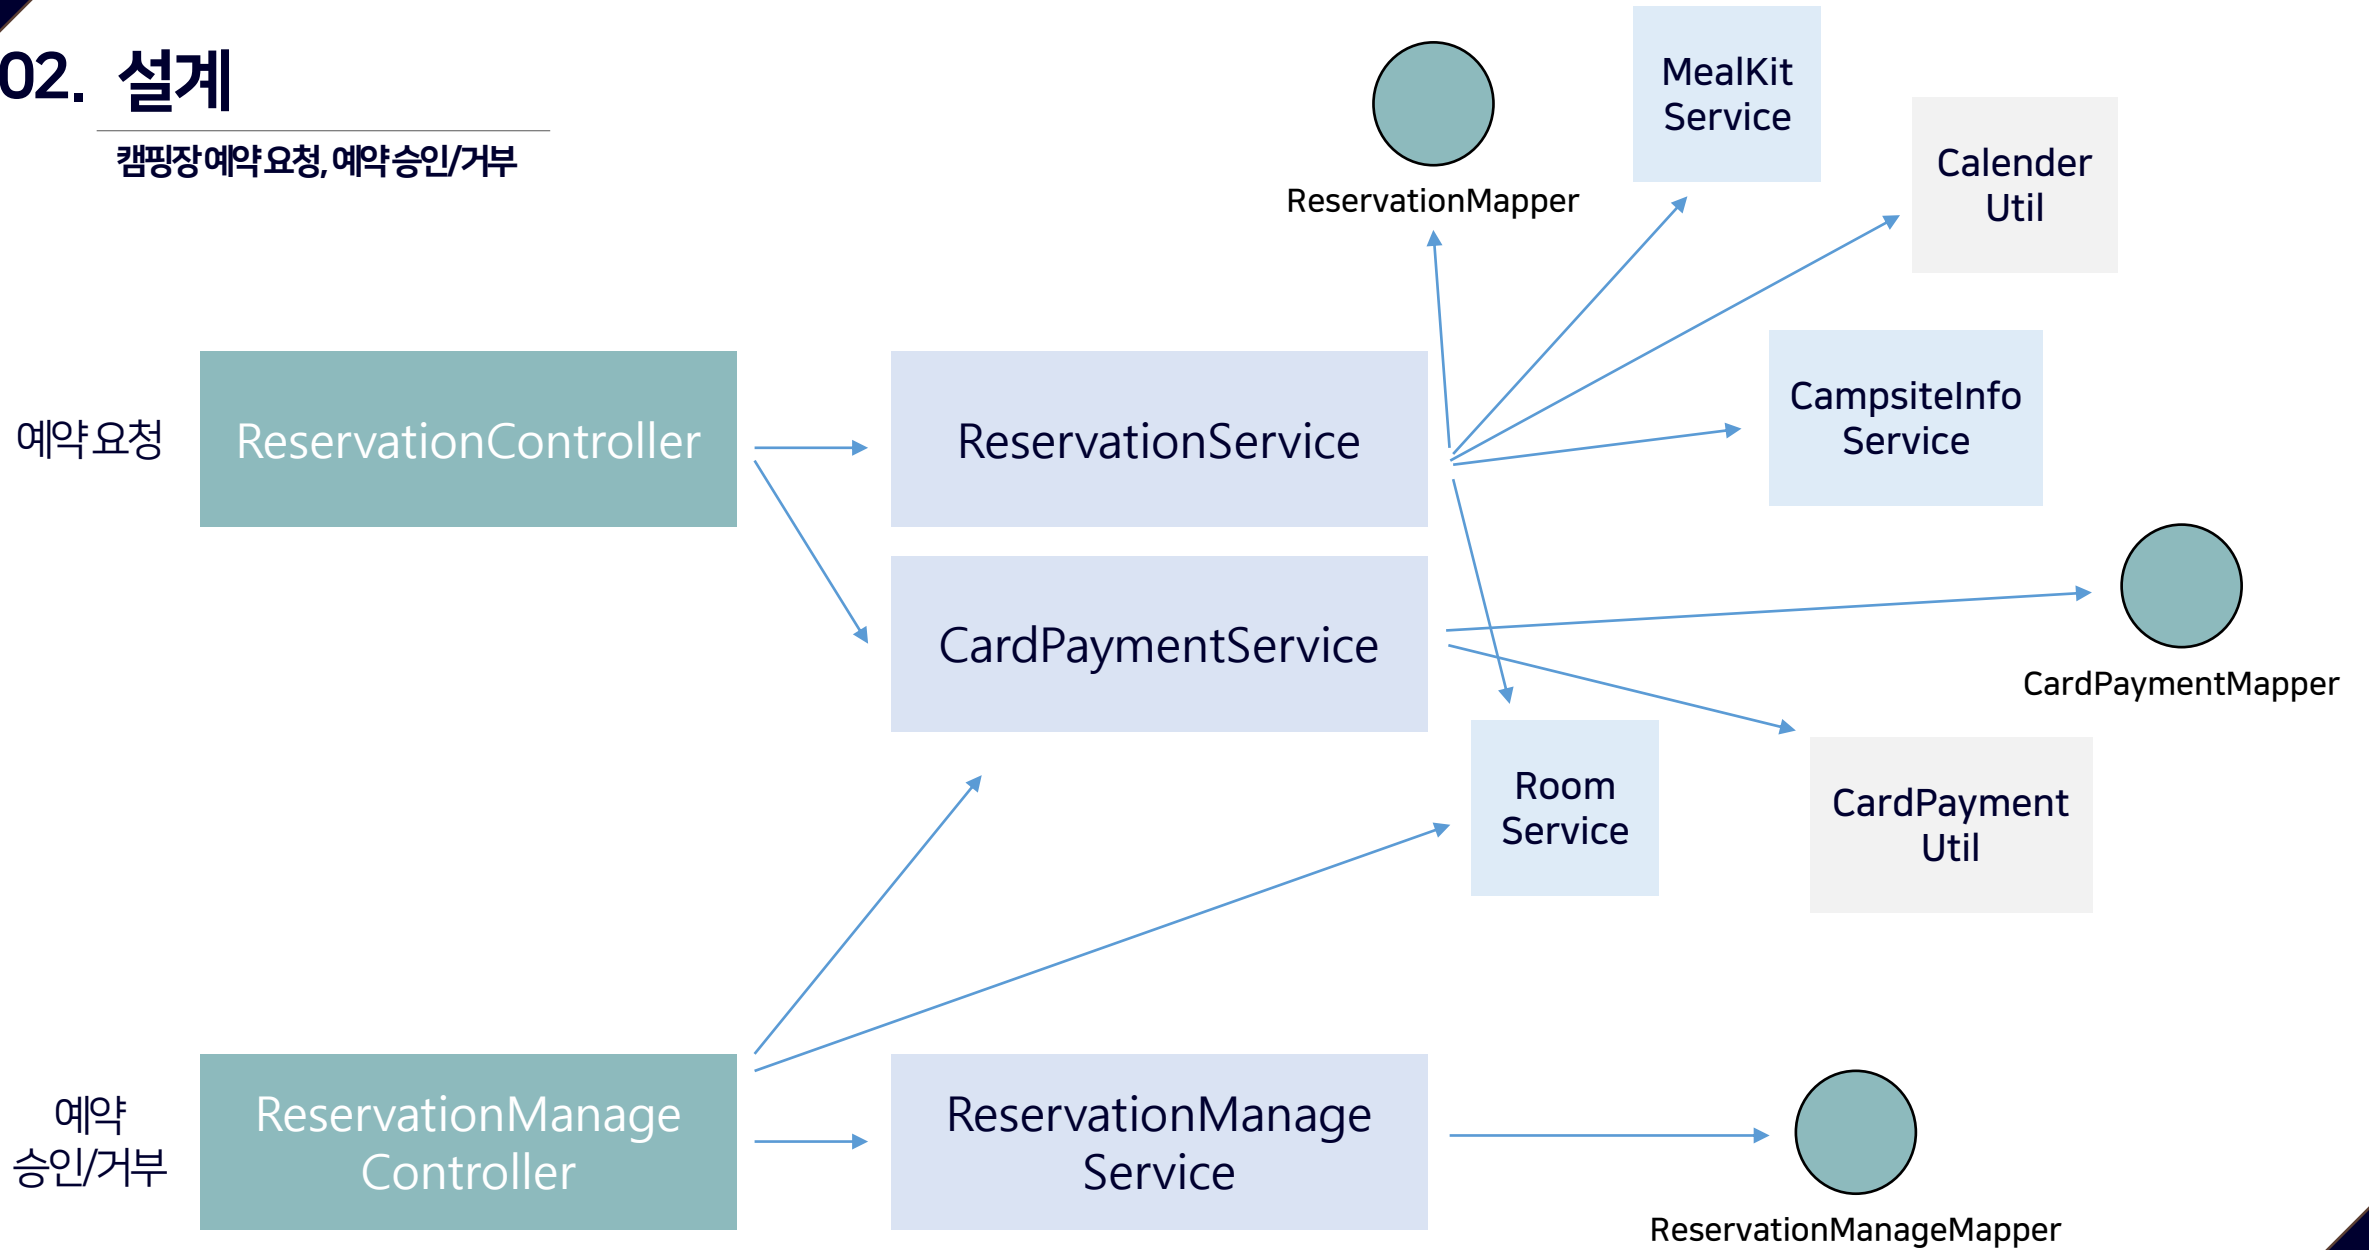 02. 설계
캠핑장 예약 요청, 예약 승인/거부
ReservationMapper
MealKit
Service
Calender
Util
예약 요청
ReservationController
ReservationService
CampsiteInfo
Service
CardPaymentService
CardPaymentMapper
Room
Service
CardPayment
Util
예약
승인/거부
ReservationManage
Controller
ReservationManage
Service
ReservationManageMapper